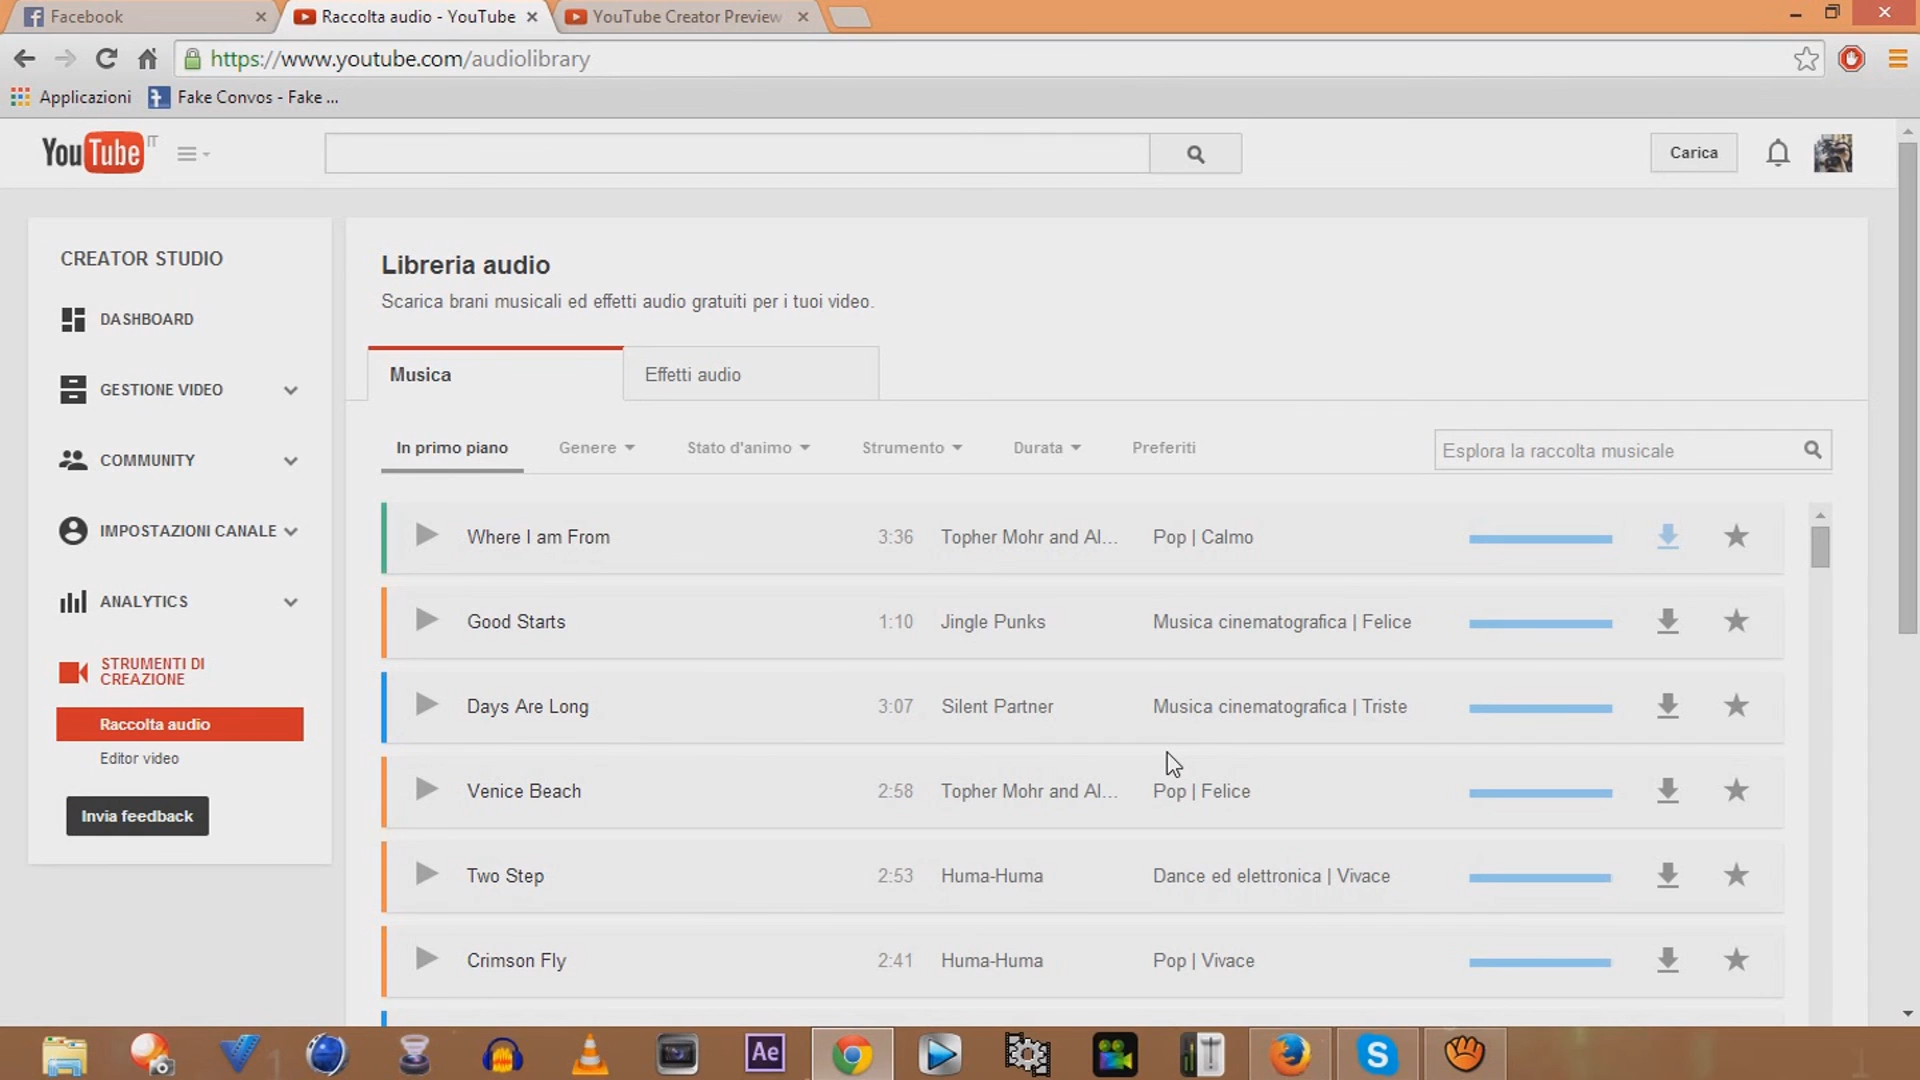 Facebook
Raccolta audio - YouTube
YouTube Creator Preview
https://www.youtube.com/audiolibrary
Applicazioni
Fake Convos - Fake ...
YouTube IT
Carica
CREATOR STUDIO
DASHBOARD
GESTIONE VIDEO
COMMUNITY
IMPOSTAZIONI CANALE
ANALYTICS
STRUMENTI DI
CREAZIONE
Raccolta audio
Editor video
Invia feedback
Libreria audio
Scarica brani musicali ed effetti audio gratuiti per i tuoi video.
Musica
Effetti audio
In primo piano
Genere
Stato d'animo
Strumento
Durata
Preferiti
Esplora la raccolta musicale
Where I am From 3:36 Topher Mohr and Al... Pop | Calmo
Good Starts 1:10 Jingle Punks Musica cinematografica | Felice
Days Are Long 3:07 Silent Partner Musica cinematografica | Triste
Venice Beach 2:58 Topher Mohr and Al... Pop | Felice
Two Step 2:53 Huma-Huma Dance ed elettronica | Vivace
Crimson Fly 2:41 Huma-Huma Pop | Vivace
Ae
S